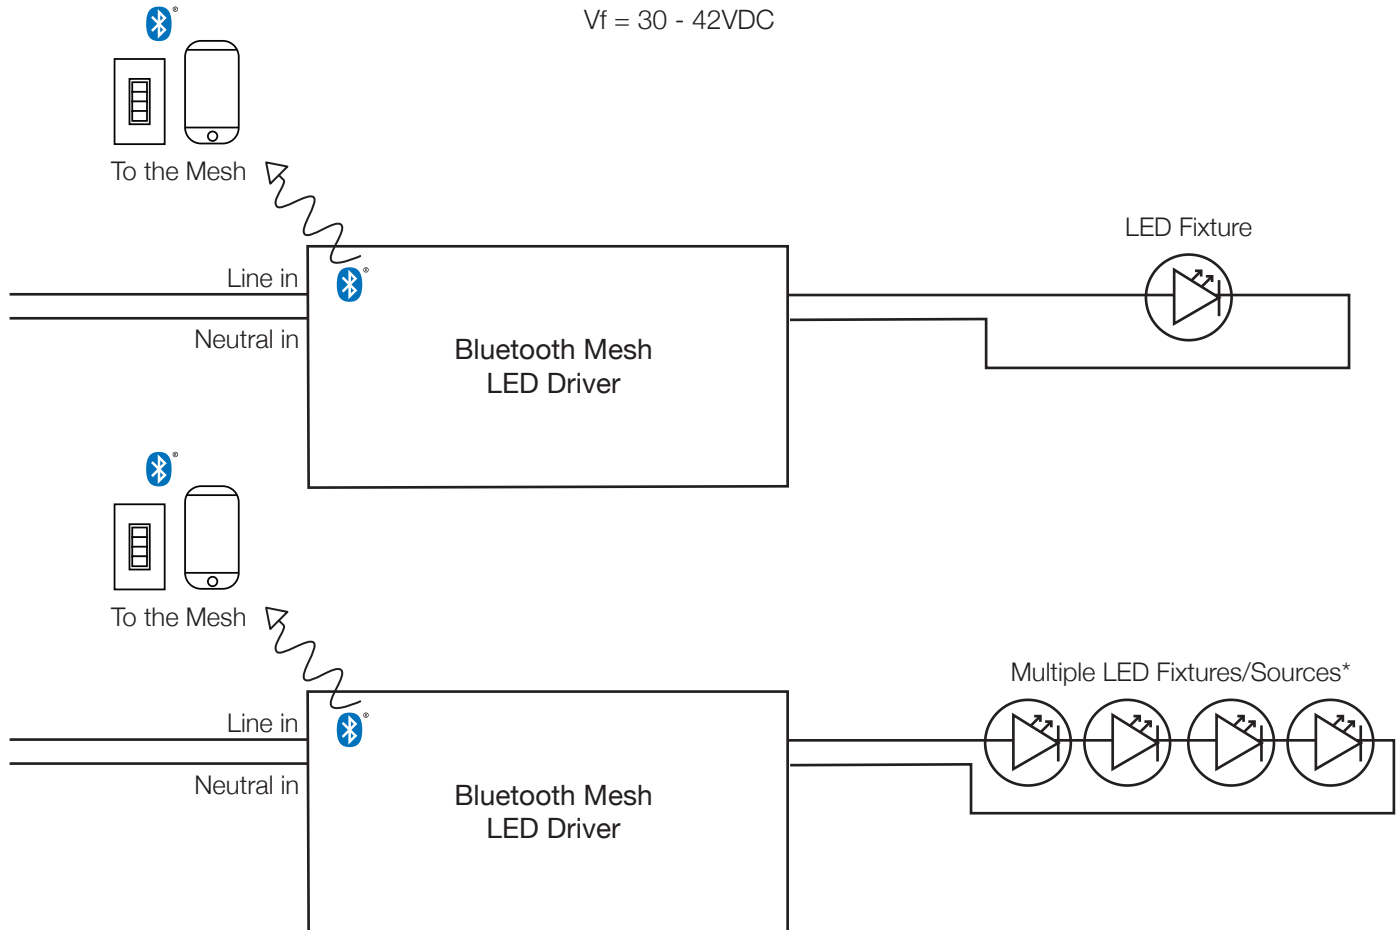 Vf = 30 - 42VDC
®
To the Mesh
LED Fixture
Line in
®
Neutral in
Bluetooth Mesh
LED Driver
®
To the Mesh
Multiple LED Fixtures/Sources*
Line in
®
Neutral in
Bluetooth Mesh
LED Driver